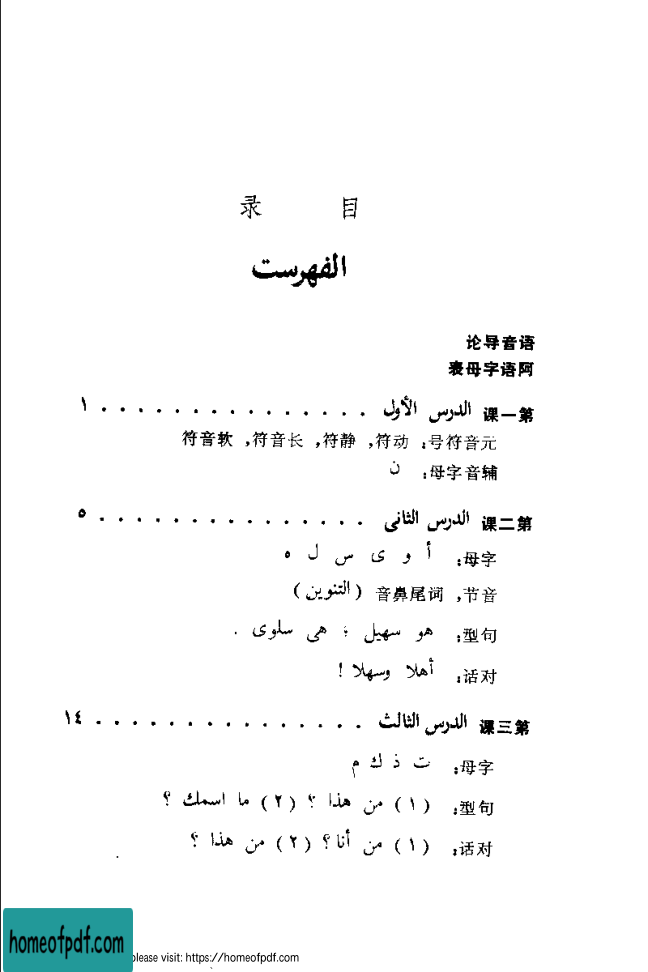 目 录
الفهرست
语音导论
阿语字母表
第一课 الدرس الأول . . . . . . . . . . . . . . . ١
元音符号: 动符, 静符, 长音符, 软音符
辅音字母: ن
第二课 الدرس الثانى . . . . . . . . . . . . . . . ٥
字母: أ و ى س ل ه
音节, 词尾鼻音 (التنوين)
句型: هو سهيل ؛ هى سلوى .
对话: أهلا وسهلا !
第三课 الدرس الثالث . . . . . . . . . . . . . . . ١٤
字母: ت ذ ك م
句型: (١) من هذا ؟ (٢) ما اسمك ؟
对话: (١) من أنا؟ (٢) من هذا ؟
homeofpdf.com
please visit: https://homeofpdf.com